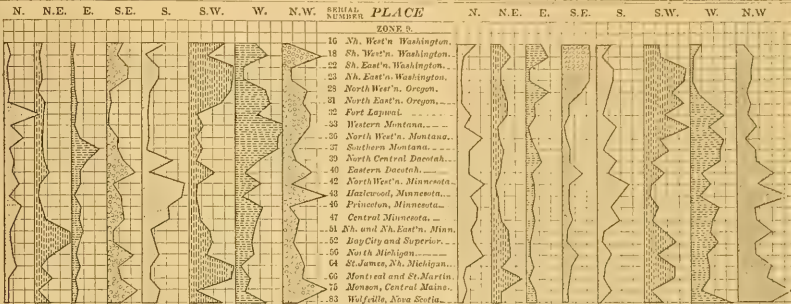 N. N.E. E. S.E. S. S.W. W. N.W. SERIAL NUMBER PLACE N. N.E. E. S.E. S. S.W. W. N.W
ZONE 9.
16 Nh. West'n Washington.
18 Sh. West'n. Washington.
22 Sh. East'n. Washington.
23 Nh. East'n. Washington.
28 North West'n. Oregon.
31 North East'n. Oregon.
32 Fort Lapwai.
33 Western Montana.
36 North West'n. Montana.
37 Southern Montana.
39 North Central Dacotah.
40 Eastern Dacotah.
42 North West'n. Minnesota.
43 Hazlewood, Minnesota.
46 Princeton, Minnesota.
47 Central Minnesota.
51 Nh. und Nh. East'n. Minn.
52 Bay City and Superior.
56 North Michigan.
64 St. James, Nh. Michigan.
66 Montreal and St. Martin.
75 Monson, Central Maine.
83 Wolfville, Nova Scotia.